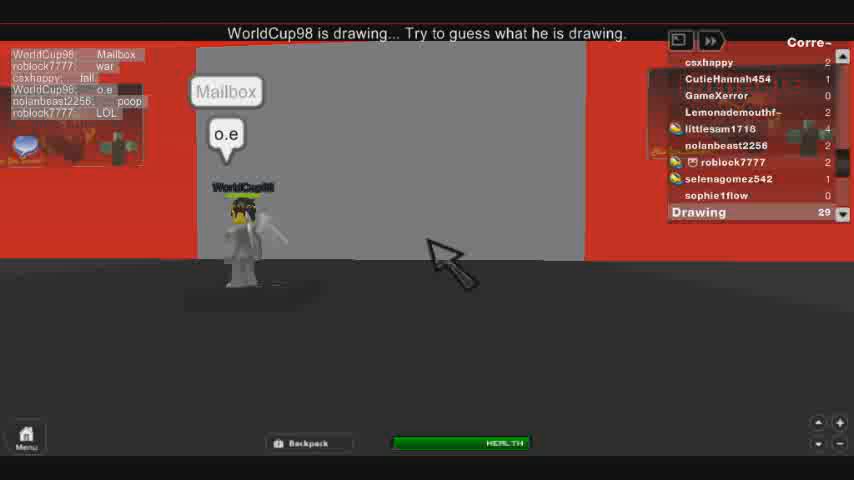 WorldCup98 is drawing... Try to guess what he is drawing.
WorldCup98: Mailbox
roblock7777: war
csxhappy: fall
WorldCup98: o.e
nolanbeast2256: poop
roblock7777: LOL
Mailbox
o.e
WorldCup98
Corre~
csxhappy 2
CutieHannah454 1
GameXerror 0
Lemonademouthf~ 2
littlesam1718 4
nolanbeast2256 2
roblock7777 2
selenagomez542 1
sophie1flow 0
Drawing 29
Menu
Backpack
HEALTH